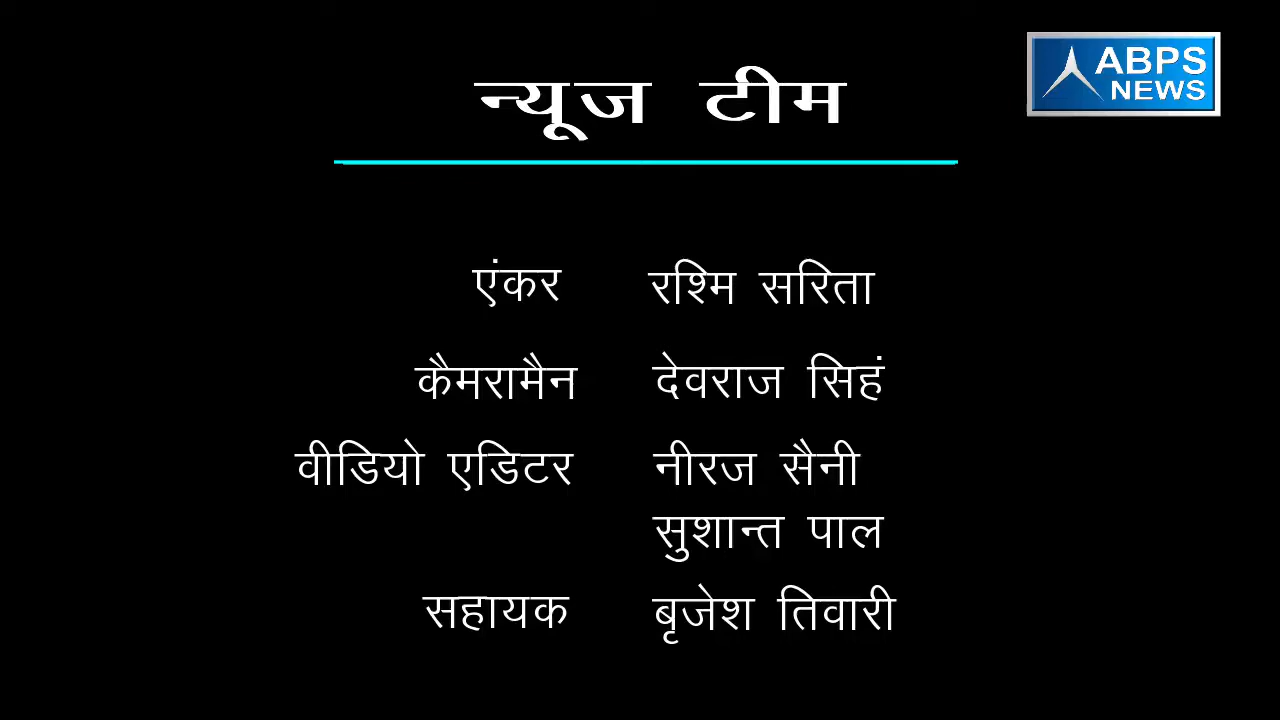 ABPS
NEWS
न्यूज टीम
एंकर रश्मि सरिता
कैमरामैन देवराज सिहं
वीडियो एडिटर नीरज सैनी
सुशान्त पाल
सहायक बृजेश तिवारी